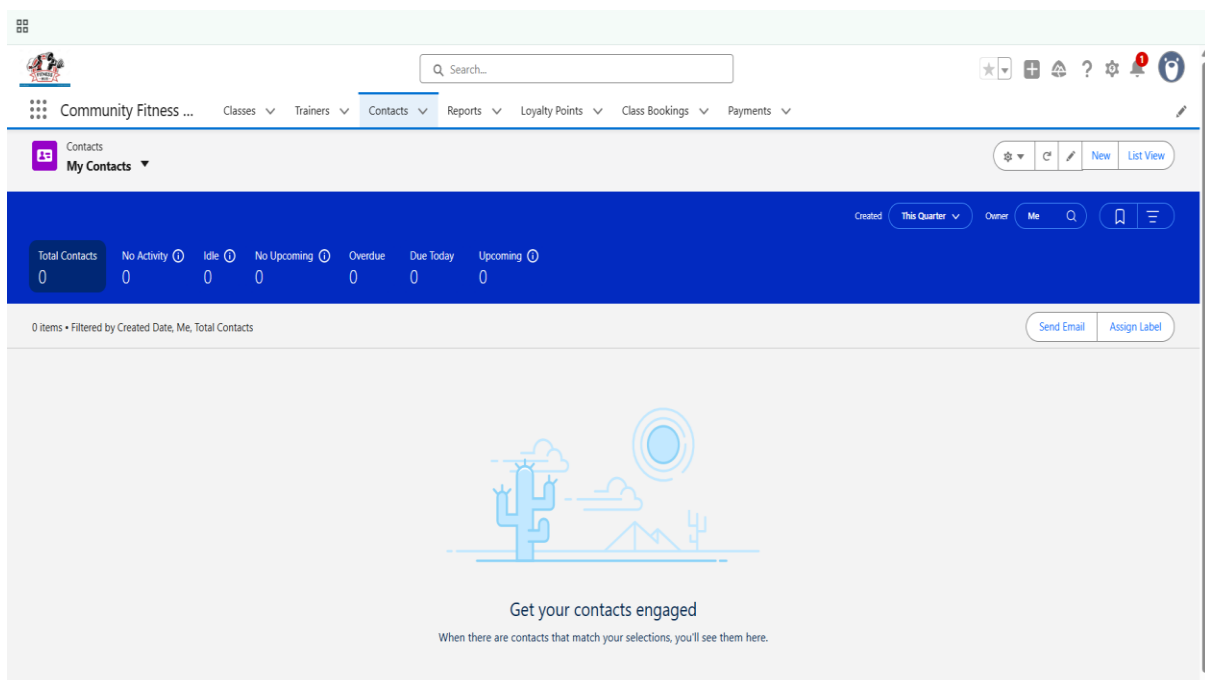 Search...
1
Community Fitness ... Classes Trainers Contacts Reports Loyalty Points Class Bookings Payments
Contacts
My Contacts
New List View
Created This Quarter Owner Me
Total Contacts No Activity Idle No Upcoming Overdue Due Today Upcoming
0 0 0 0 0 0 0
0 items • Filtered by Created Date, Me, Total Contacts
Send Email Assign Label
Get your contacts engaged
When there are contacts that match your selections, you'll see them here.